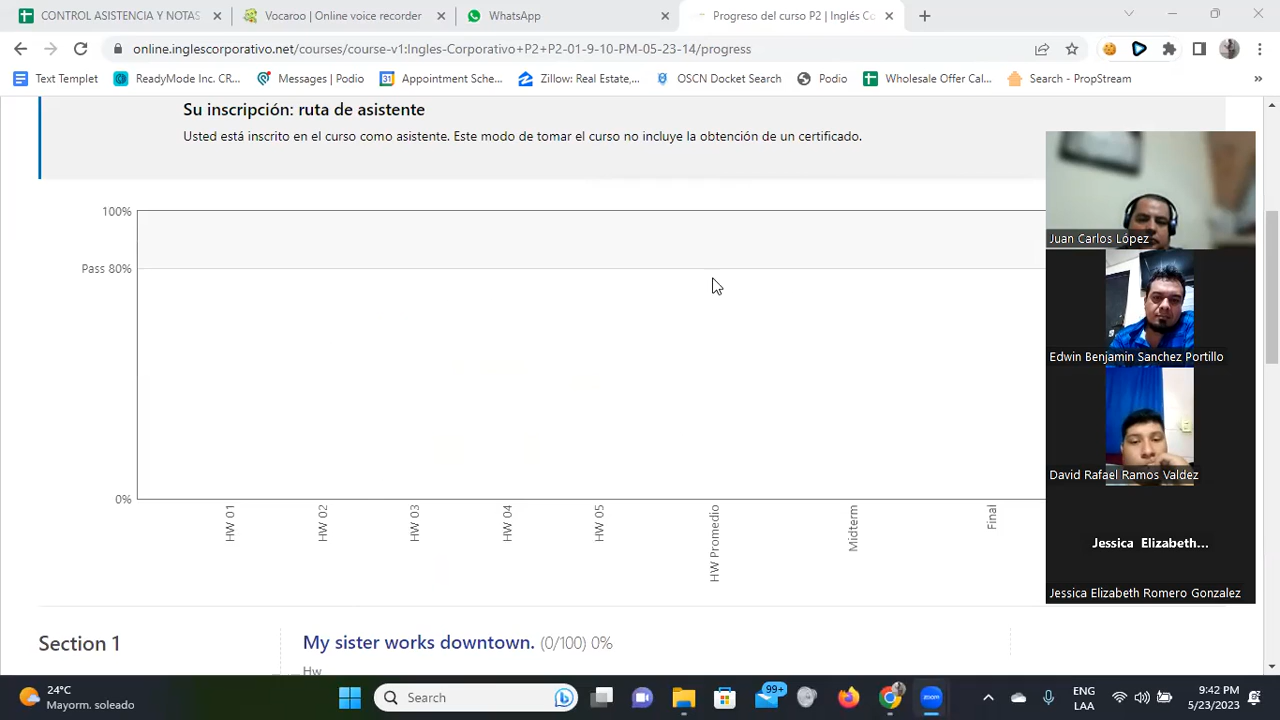 CONTROL ASISTENCIA Y NOTAS
Vocaroo | Online voice recorder
WhatsApp
Progreso del curso P2 | Inglés Co
online.inglescorporativo.net/courses/course-v1:Ingles-Corporativo+P2+P2-01-9-10-PM-05-23-14/progress
Text Templet
ReadyMode Inc. CR...
Messages | Podio
Appointment Sche...
Zillow: Real Estate,...
OSCN Docket Search
Podio
Wholesale Offer Cal...
Search - PropStream
Su inscripción: ruta de asistente
Usted está inscrito en el curso como asistente. Este modo de tomar el curso no incluye la obtención de un certificado.
100%
Pass 80%
0%
HW 01
HW 02
HW 03
HW 04
HW 05
HW Promedio
Midterm
Final
Juan Carlos López
Edwin Benjamin Sanchez Portillo
David Rafael Ramos Valdez
Jessica Elizabeth...
Jessica Elizabeth Romero Gonzalez
Section 1
My sister works downtown. (0/100) 0%
Hw
24°C
Mayorm. soleado
Search
99+
zoom
ENG
LAA
9:42 PM
5/23/2023